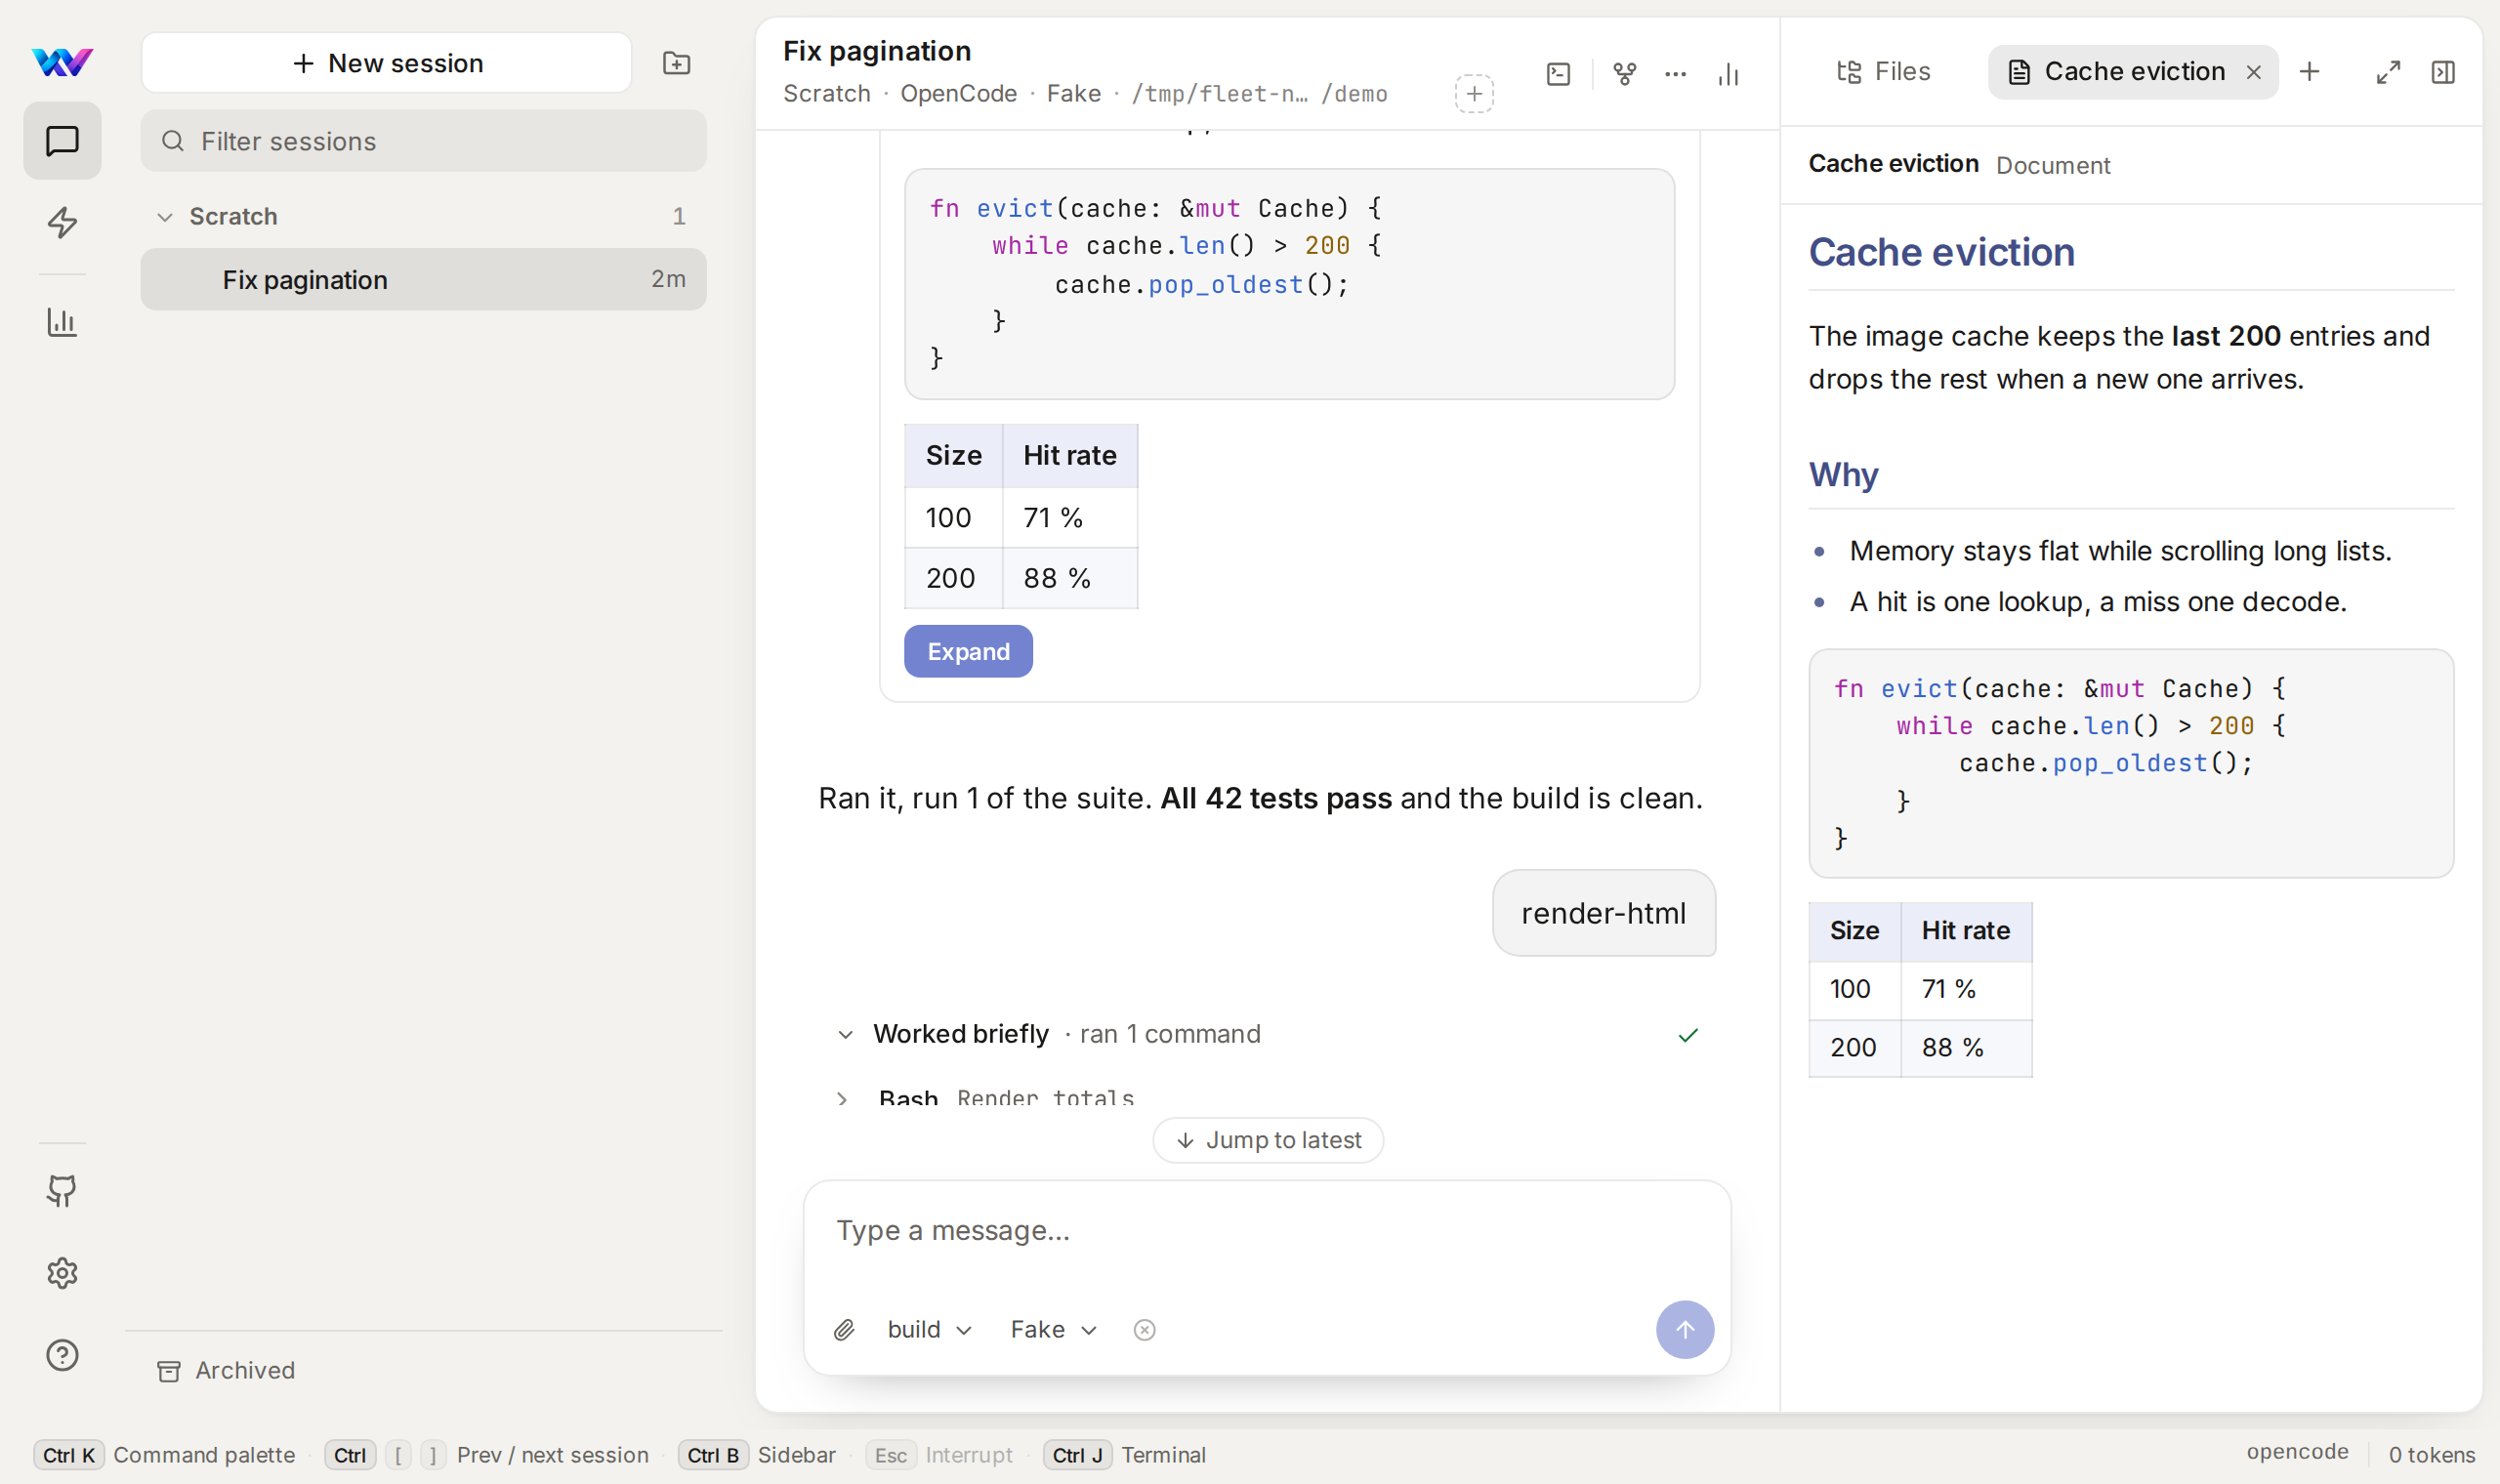 New session
Filter sessions
Scratch 1
Fix pagination 2m
Archived
Fix pagination
Scratch · OpenCode · Fake · /tmp/fleet-n… /demo
fn evict(cache: &mut Cache) {
    while cache.len() > 200 {
        cache.pop_oldest();
    }
}
Size Hit rate
100 71 %
200 88 %
Expand
Ran it, run 1 of the suite. All 42 tests pass and the build is clean.
render-html
Worked briefly · ran 1 command
Bash Render totals
Jump to latest
Type a message...
build Fake
Files Cache eviction
Cache eviction Document
Cache eviction
The image cache keeps the last 200 entries and
drops the rest when a new one arrives.
Why
• Memory stays flat while scrolling long lists.
• A hit is one lookup, a miss one decode.
fn evict(cache: &mut Cache) {
    while cache.len() > 200 {
        cache.pop_oldest();
    }
}
Size Hit rate
100 71 %
200 88 %
Ctrl K Command palette · Ctrl [ ] Prev / next session · Ctrl B Sidebar · Esc Interrupt · Ctrl J Terminal
opencode 0 tokens